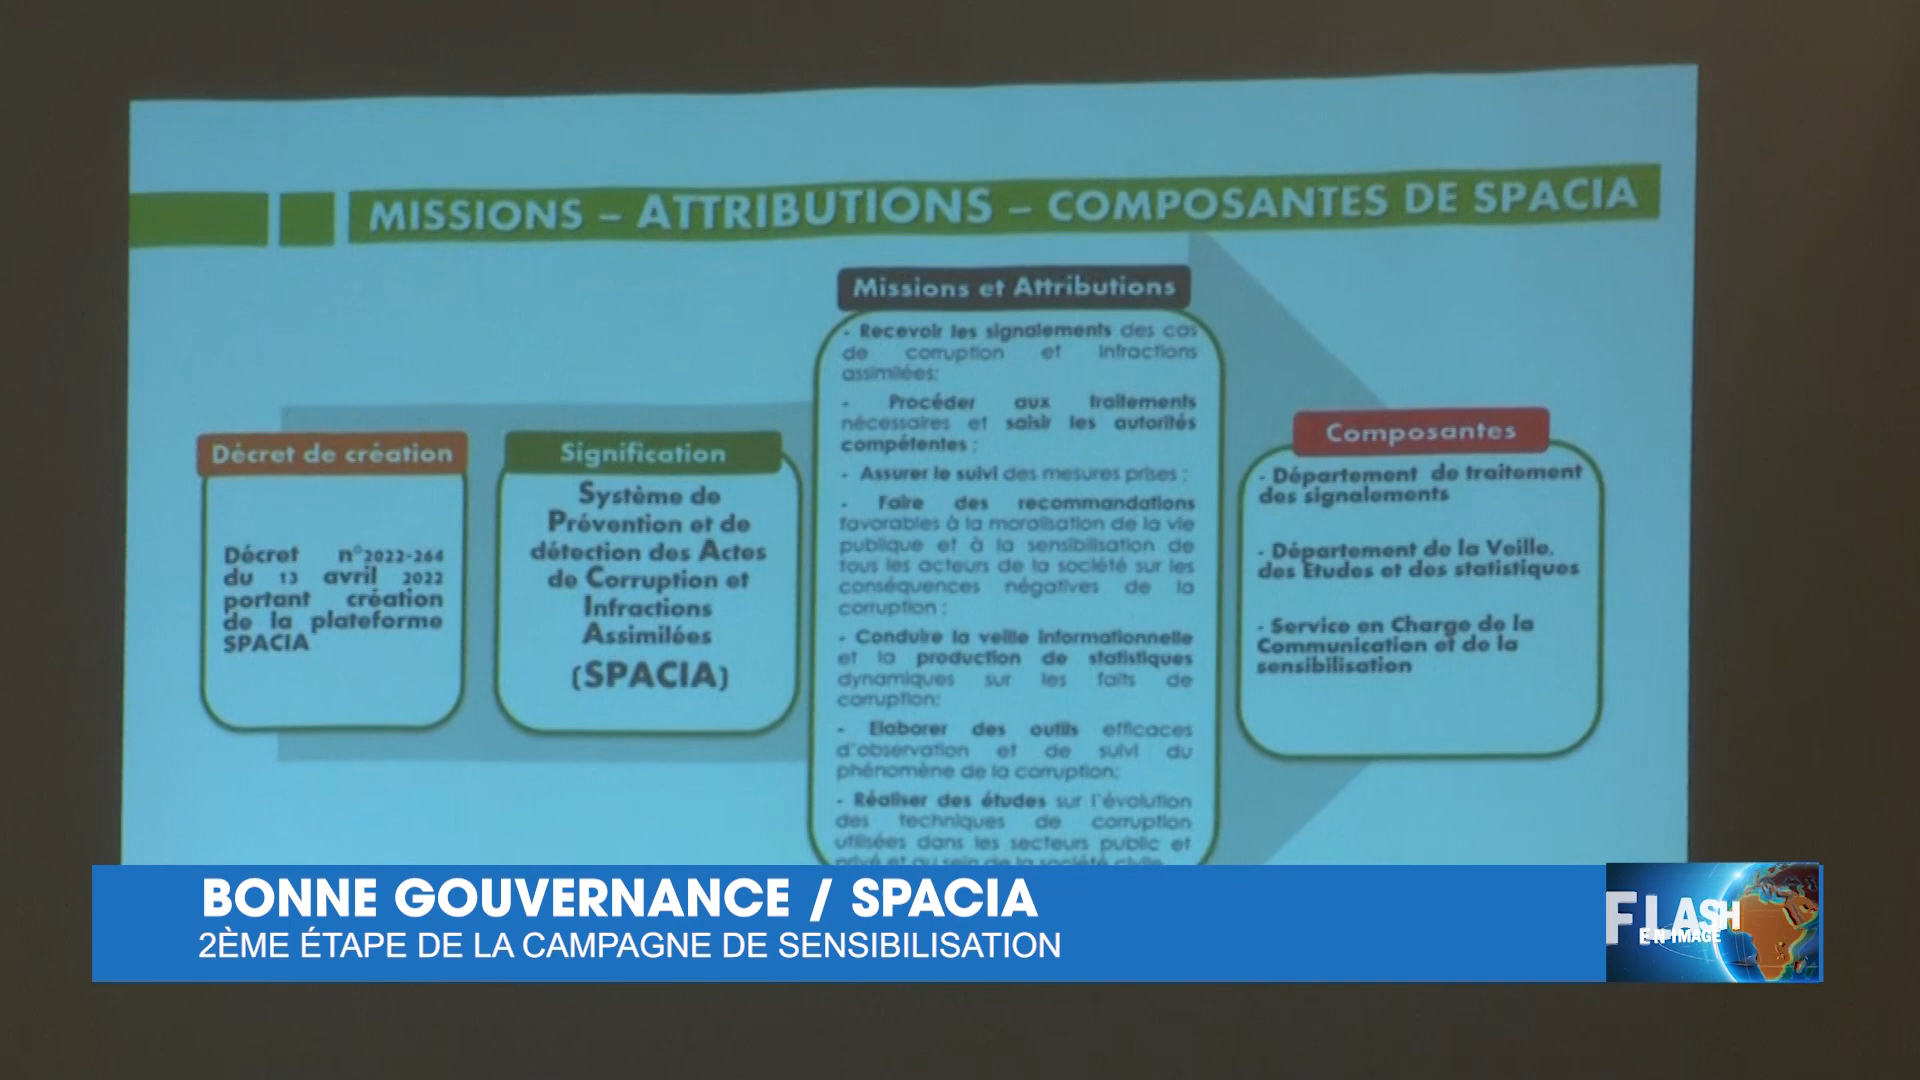 MISSIONS – ATTRIBUTIONS – COMPOSANTES DE SPACIA
Décret de création
Décret n°2022-264
du 13 avril 2022
portant création
de la plateforme
SPACIA
Signification
Système de
Prévention et de
détection des Actes
de Corruption et
Infractions
Assimilées
(SPACIA)
Missions et Attributions
- Recevoir les signalements des cas
de corruption et infractions
assimilées;
- Procéder aux traitements
nécessaires et saisir les autorités
compétentes ;
- Assurer le suivi des mesures prises ;
- Faire des recommandations
favorables à la moralisation de la vie
publique et à la sensibilisation de
tous les acteurs de la société sur les
conséquences négatives de la
corruption ;
- Conduire la veille informationnelle
et la production de statistiques
dynamiques sur les faits de
corruption;
- Elaborer des outils efficaces
d'observation et de suivi du
phénomène de la corruption;
- Réaliser des études sur l'évolution
des techniques de corruption
utilisées dans les secteurs public et
privé et au sein de la société civile
Composantes
- Département de traitement
des signalements
- Département de la Veille,
des Etudes et des statistiques
- Service en Charge de la
Communication et de la
sensibilisation
BONNE GOUVERNANCE / SPACIA
2ÈME ÉTAPE DE LA CAMPAGNE DE SENSIBILISATION
FLASH
EN IMAGE